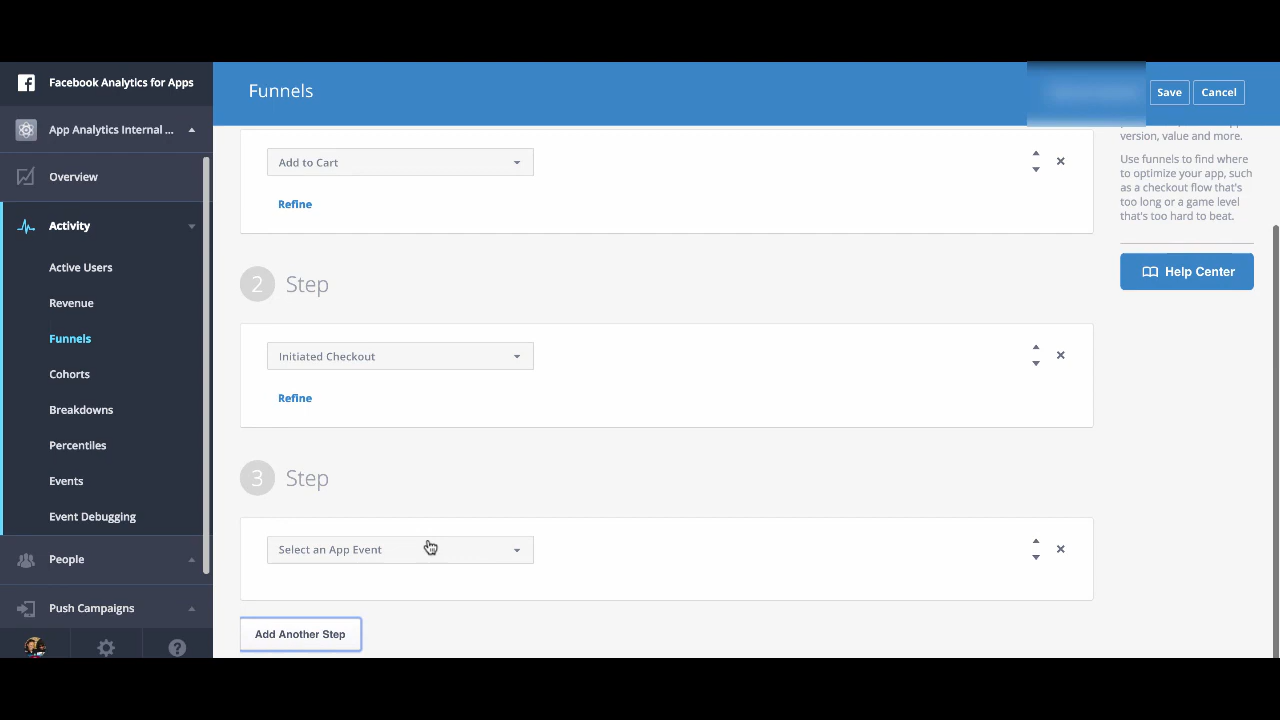 Facebook Analytics for Apps
App Analytics Internal ...
Overview
Activity
Active Users
Revenue
Funnels
Cohorts
Breakdowns
Percentiles
Events
Event Debugging
People
Push Campaigns
Funnels
Save
Cancel
Add to Cart
Refine
2 Step
Initiated Checkout
Refine
3 Step
Select an App Event
Add Another Step
version, value and more.
Use funnels to find where
to optimize your app, such
as a checkout flow that's
too long or a game level
that's too hard to beat.
Help Center